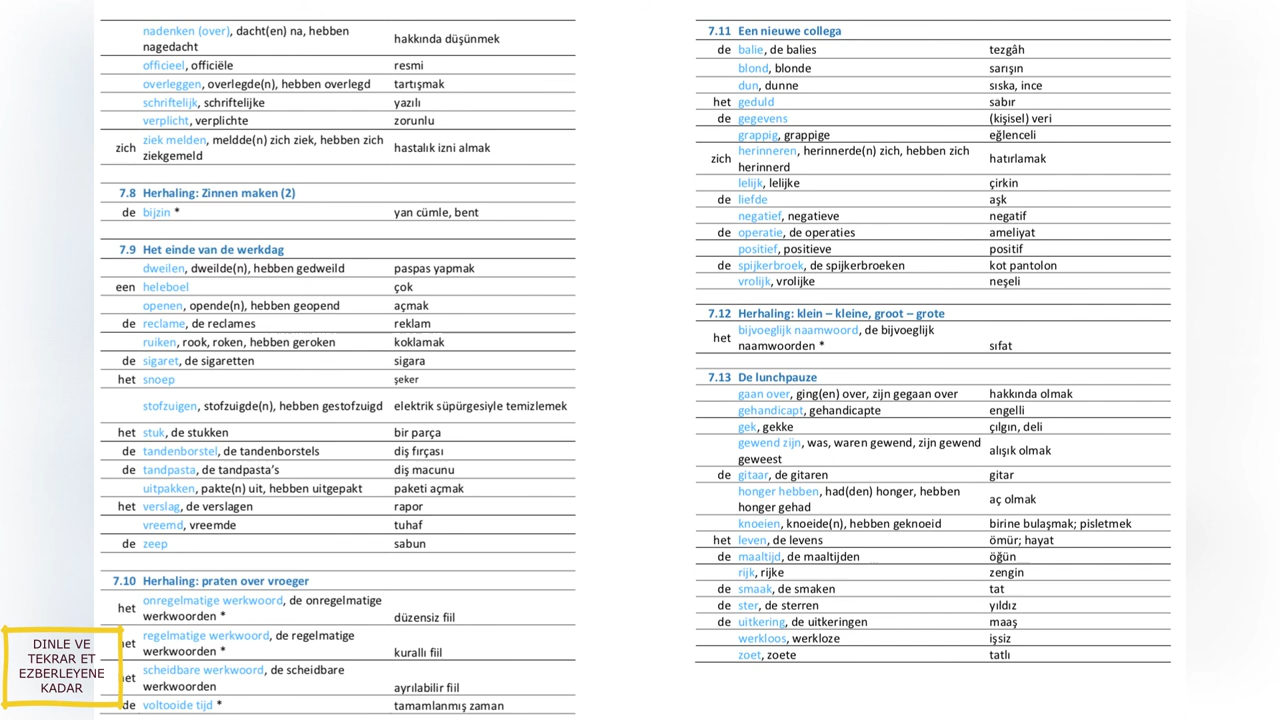 nadenken (over), dacht(en) na, hebben
nagedacht
hakkında düşünmek
officieel, officiële resmi
overleggen, overlegde(n), hebben overlegd tartışmak
schriftelijk, schriftelijke yazılı
verplicht, verplichte zorunlu
zich ziek melden, meldde(n) zich ziek, hebben zich
ziekgemeld
hastalık izni almak
7.8 Herhaling: Zinnen maken (2)
de bijzin * yan cümle, bent
7.9 Het einde van de werkdag
dweilen, dweilde(n), hebben gedweild paspas yapmak
een heleboel çok
openen, opende(n), hebben geopend açmak
de reclame, de reclames reklam
ruiken, rook, roken, hebben geroken koklamak
de sigaret, de sigaretten sigara
het snoep şeker
stofzuigen, stofzuigde(n), hebben gestofzuigd elektrik süpürgesiyle temizlemek
het stuk, de stukken bir parça
de tandenborstel, de tandenborstels diş fırçası
de tandpasta, de tandpasta’s diş macunu
uitpakken, pakte(n) uit, hebben uitgepakt paketi açmak
het verslag, de verslagen rapor
vreemd, vreemde tuhaf
de zeep sabun
7.10 Herhaling: praten over vroeger
het onregelmatige werkwoord, de onregelmatige
werkwoorden * düzensiz fiil
het regelmatige werkwoord, de regelmatige
werkwoorden * kurallı fiil
het scheidbare werkwoord, de scheidbare
werkwoorden ayrılabilir fiil
de voltooide tijd * tamamlanmış zaman
DINLE VE
TEKRAR ET
EZBERLEYENE
KADAR
7.11 Een nieuwe collega
de balie, de balies tezgâh
blond, blonde sarışın
dun, dunne sıska, ince
het geduld sabır
de gegevens (kişisel) veri
grappig, grappige eğlenceli
zich herinneren, herinnerde(n) zich, hebben zich
herinnerd
hatırlamak
lelijk, lelijke çirkin
de liefde aşk
negatief, negatieve negatif
de operatie, de operaties ameliyat
positief, positieve positif
de spijkerbroek, de spijkerbroeken kot pantolon
vrolijk, vrolijke neşeli
7.12 Herhaling: klein – kleine, groot – grote
het bijvoeglijk naamwoord, de bijvoeglijk
naamwoorden * sıfat
7.13 De lunchpauze
gaan over, ging(en) over, zijn gegaan over hakkında olmak
gehandicapt, gehandicapte engelli
gek, gekke çılgın, deli
gewend zijn, was, waren gewend, zijn gewend
geweest
alışık olmak
de gitaar, de gitaren gitar
honger hebben, had(den) honger, hebben
honger gehad
aç olmak
knoeien, knoeide(n), hebben geknoeid birine bulaşmak; pisletmek
het leven, de levens ömür; hayat
de maaltijd, de maaltijden öğün
rijk, rijke zengin
de smaak, de smaken tat
de ster, de sterren yıldız
de uitkering, de uitkeringen maaş
werkloos, werkloze işsiz
zoet, zoete tatlı